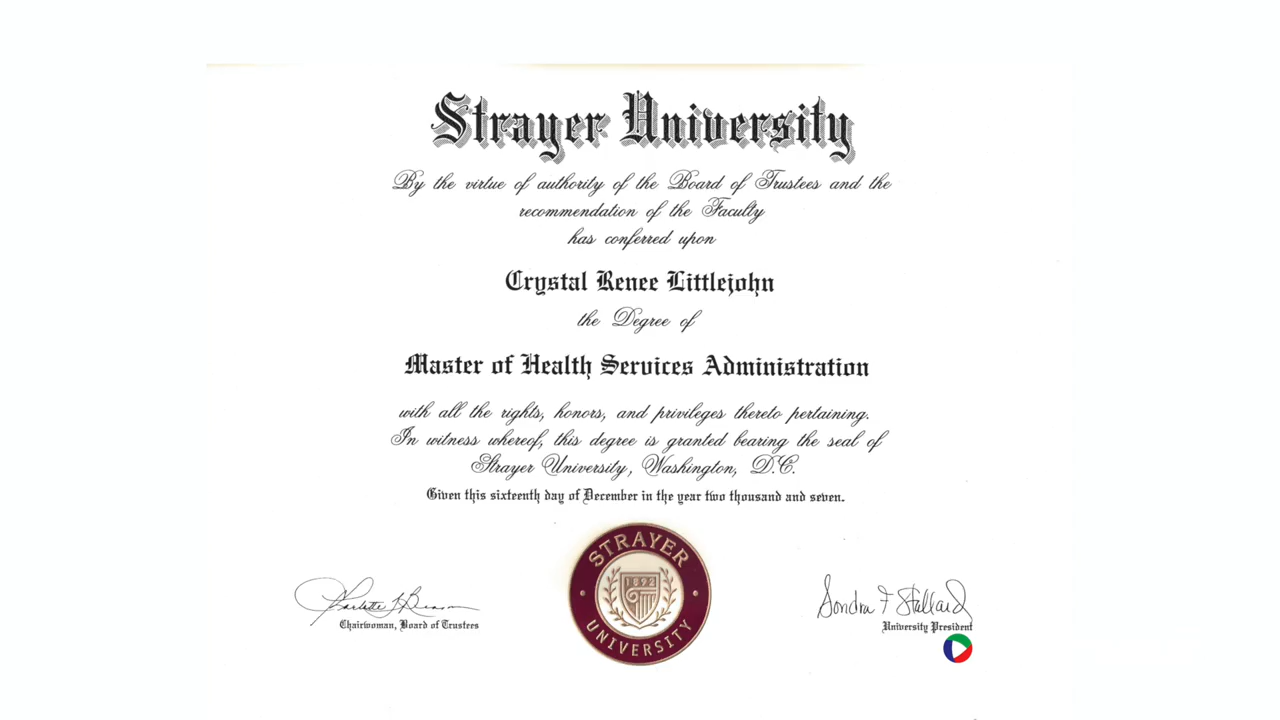 Strayer University
By the virtue of authority of the Board of Trustees and the
recommendation of the Faculty
has conferred upon
Crystal Renee Littlejohn
the Degree of
Master of Health Services Administration
with all the rights, honors, and privileges thereto pertaining.
In witness whereof, this degree is granted bearing the seal of
Strayer University, Washington, D.C.
Given this sixteenth day of December in the year two thousand and seven.
STRAYER
1892
UNIVERSITY
Sondra F Stallard
Chairwoman, Board of Trustees
University President